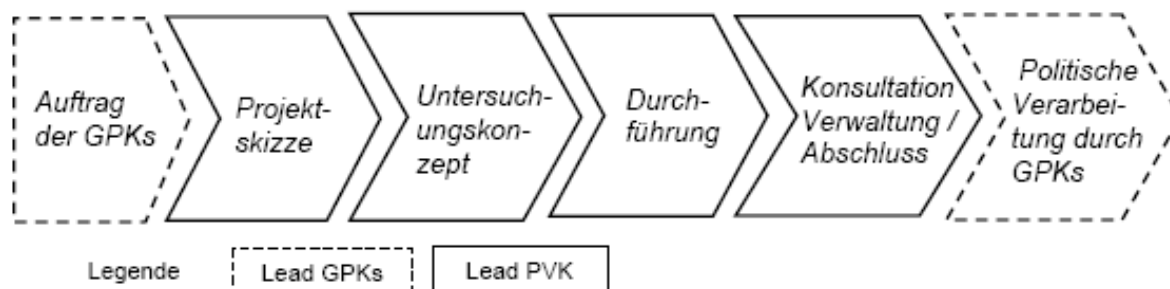 Auftrag
der GPKs
Projekt-
skizze
Untersuch-
ungskon-
zept
Durch-
führung
Konsultation
Verwaltung /
Abschluss
Politische
Verarbei-
tung durch
GPKs
Legende
Lead GPKs
Lead PVK